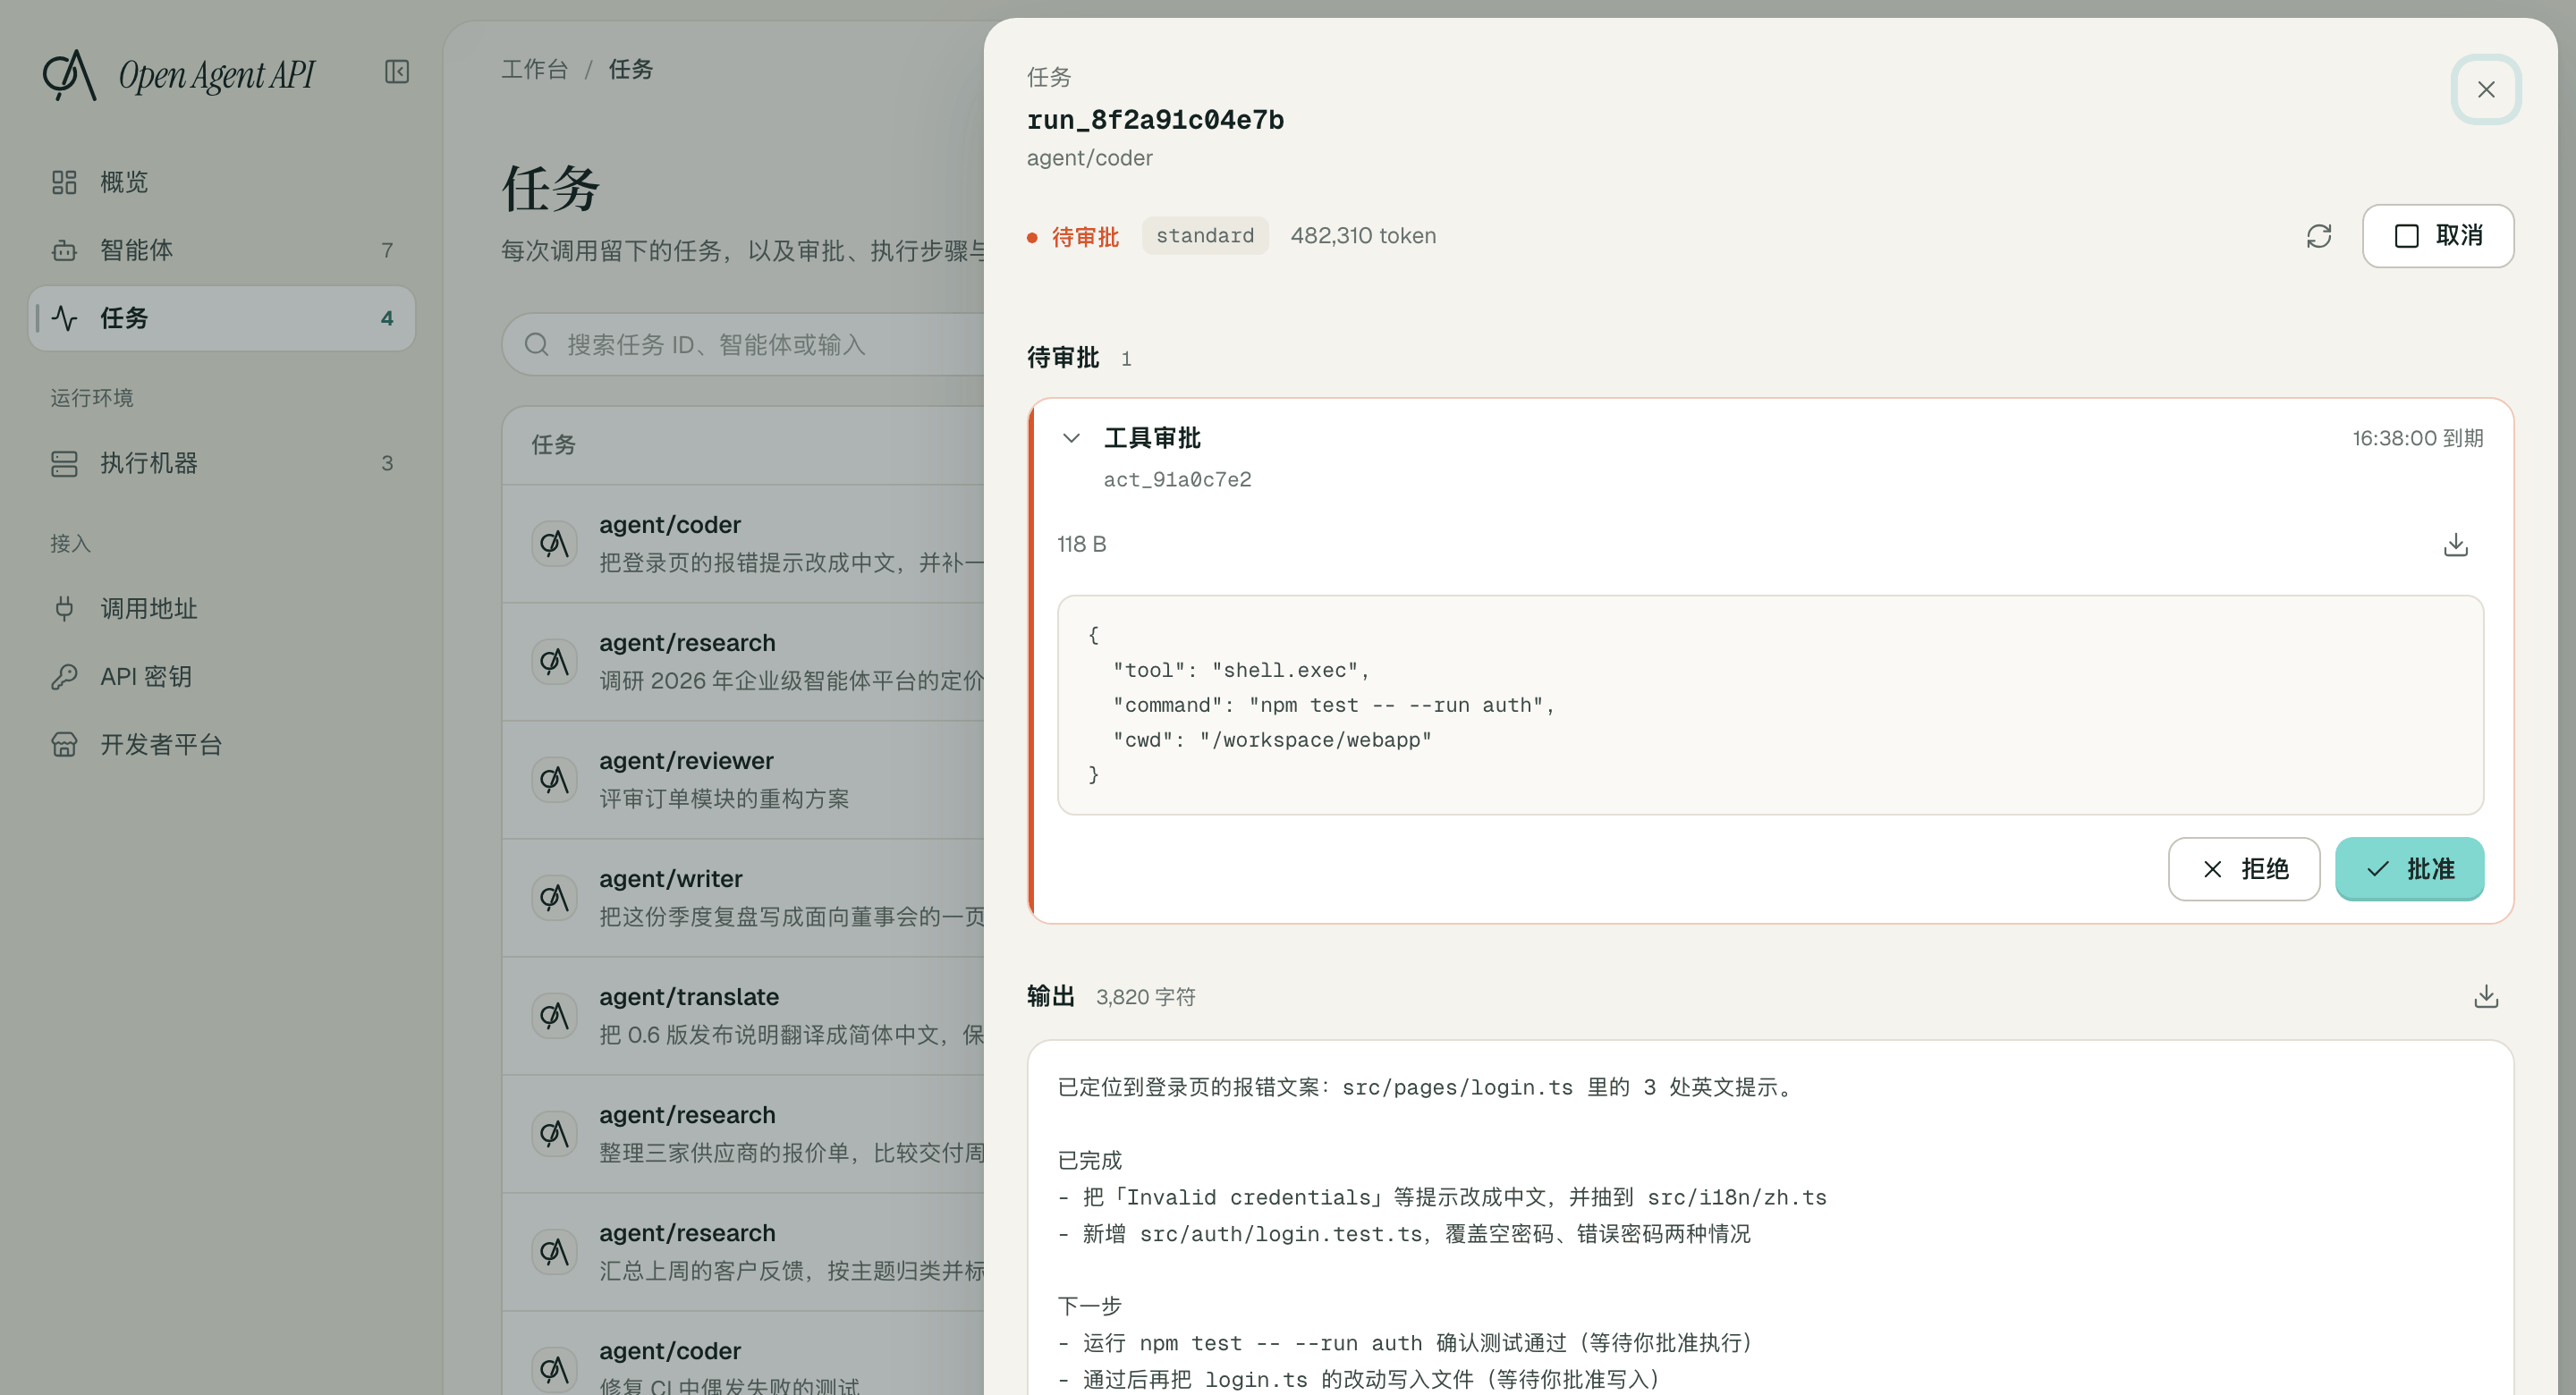 Open Agent API
概览
智能体 7
任务 4
运行环境
执行机器 3
接入
调用地址
API 密钥
开发者平台
工作台 / 任务
任务
每次调用留下的任务，以及审批、执行步骤与
搜索任务 ID、智能体或输入
任务
agent/coder
把登录页的报错提示改成中文，并补一
agent/research
调研 2026 年企业级智能体平台的定价
agent/reviewer
评审订单模块的重构方案
agent/writer
把这份季度复盘写成面向董事会的一页
agent/translate
把 0.6 版发布说明翻译成简体中文，保
agent/research
整理三家供应商的报价单，比较交付周
agent/research
汇总上周的客户反馈，按主题归类并标
agent/coder
修复 CI 中偶发失败的测试
任务
run_8f2a91c04e7b
agent/coder
待审批 standard 482,310 token
取消
待审批 1
工具审批 16:38:00 到期
act_91a0c7e2
118 B
{
"tool": "shell.exec",
"command": "npm test -- --run auth",
"cwd": "/workspace/webapp"
}
拒绝 批准
输出 3,820 字符
已定位到登录页的报错文案：src/pages/login.ts 里的 3 处英文提示。
已完成
- 把「Invalid credentials」等提示改成中文，并抽到 src/i18n/zh.ts
- 新增 src/auth/login.test.ts，覆盖空密码、错误密码两种情况
下一步
- 运行 npm test -- --run auth 确认测试通过（等待你批准执行）
- 通过后再把 login.ts 的改动写入文件（等待你批准写入）